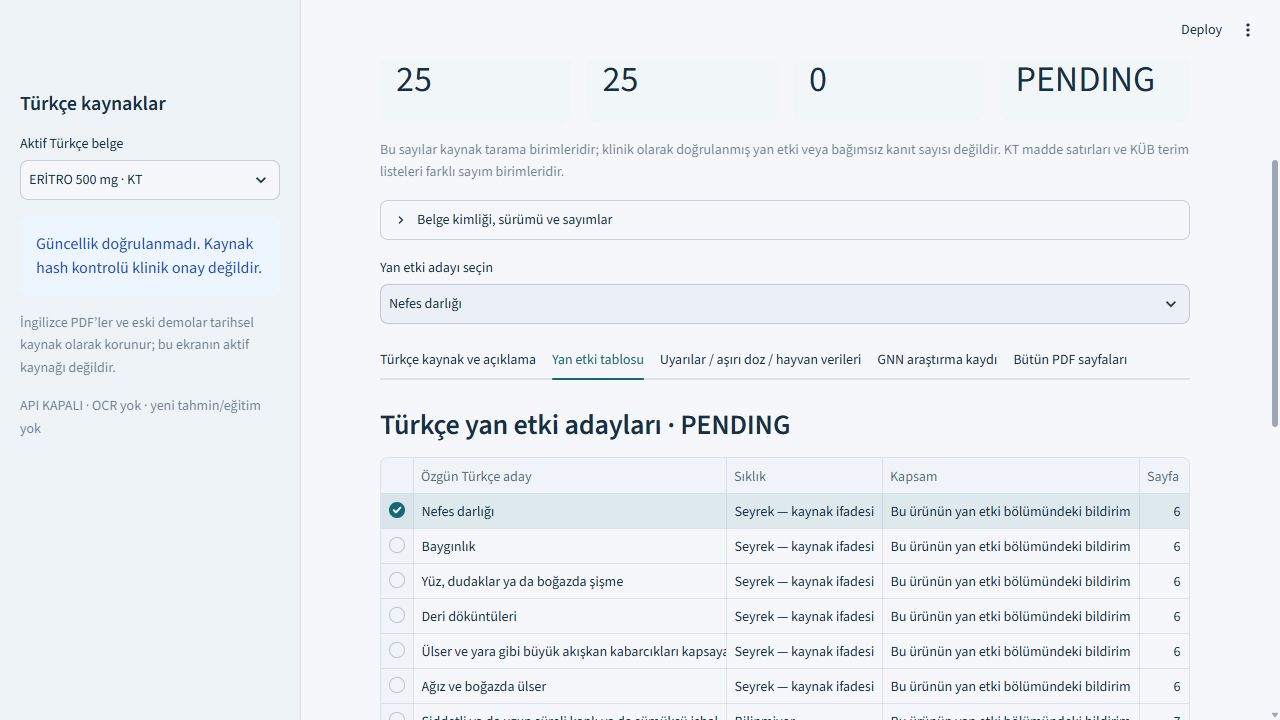 Deploy
Türkçe kaynaklar
Aktif Türkçe belge
ERİTRO 500 mg · KT
Güncellik doğrulanmadı. Kaynak
hash kontrolü klinik onay değildir.
İngilizce PDF’ler ve eski demolar tarihsel
kaynak olarak korunur; bu ekranın aktif
kaynağı değildir.
API KAPALI · OCR yok · yeni tahmin/eğitim
yok
25 25 0 PENDING
Bu sayılar kaynak tarama birimleridir; klinik olarak doğrulanmış yan etki veya bağımsız kanıt sayısı değildir. KT madde satırları ve KÜB terim
listeleri farklı sayım birimleridir.
Belge kimliği, sürümü ve sayımlar
Yan etki adayı seçin
Nefes darlığı
Türkçe kaynak ve açıklama Yan etki tablosu Uyarılar / aşırı doz / hayvan verileri GNN araştırma kaydı Bütün PDF sayfaları
Türkçe yan etki adayları · PENDING
Özgün Türkçe aday Sıklık Kapsam Sayfa
Nefes darlığı Seyrek — kaynak ifadesi Bu ürünün yan etki bölümündeki bildirim 6
Baygınlık Seyrek — kaynak ifadesi Bu ürünün yan etki bölümündeki bildirim 6
Yüz, dudaklar ya da boğazda şişme Seyrek — kaynak ifadesi Bu ürünün yan etki bölümündeki bildirim 6
Deri döküntüleri Seyrek — kaynak ifadesi Bu ürünün yan etki bölümündeki bildirim 6
Ülser ve yara gibi büyük akışkan kabarcıkları kapsaya Seyrek — kaynak ifadesi Bu ürünün yan etki bölümündeki bildirim 6
Ağız ve boğazda ülser Seyrek — kaynak ifadesi Bu ürünün yan etki bölümündeki bildirim 6